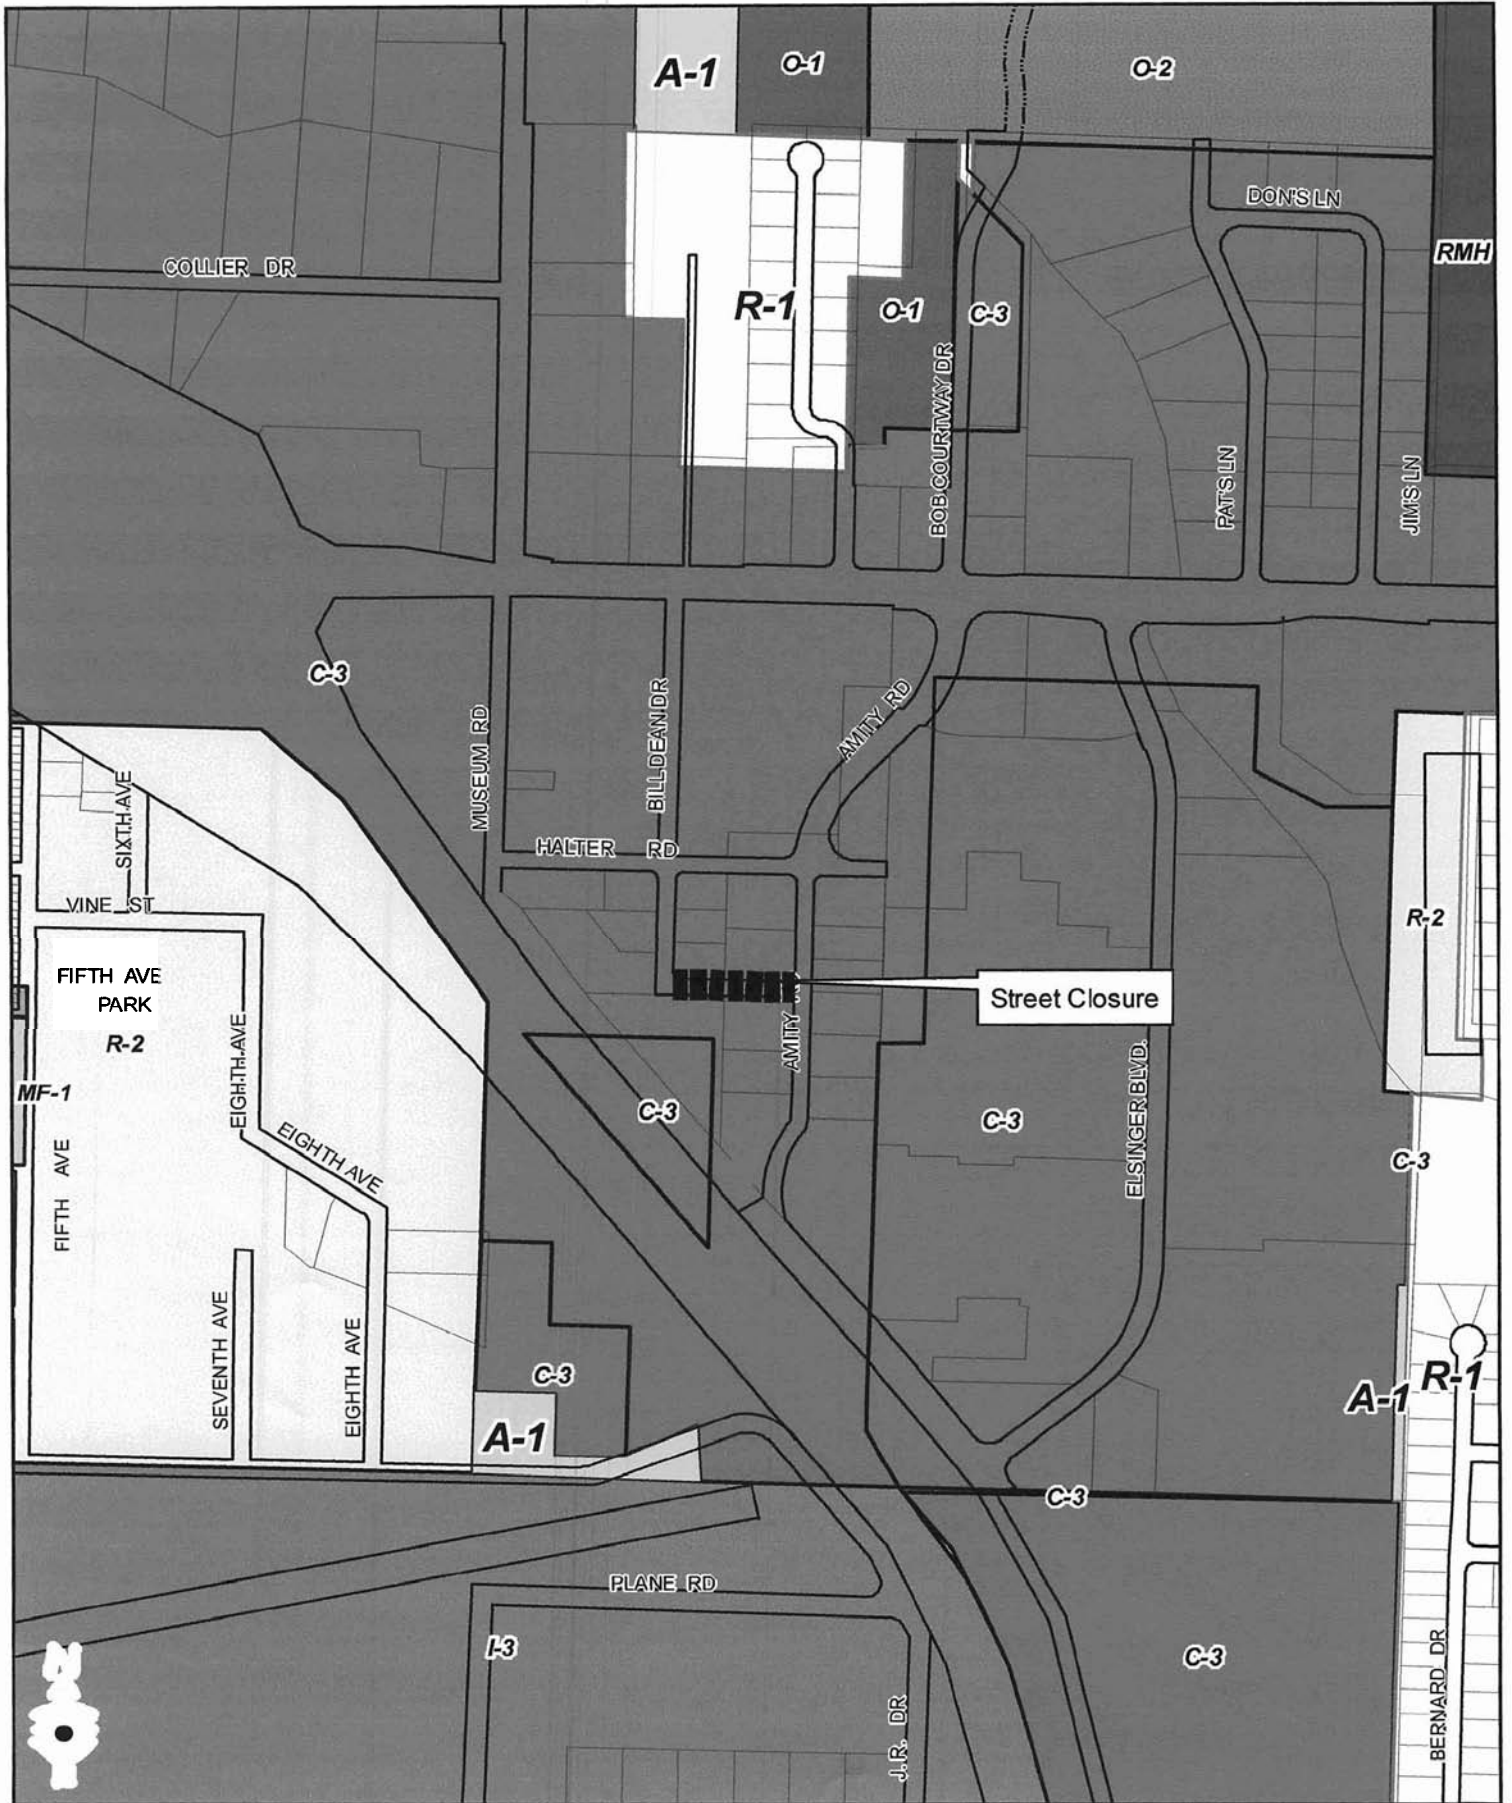 A-1
O-1
O-2
DON'S LN
RMH
COLLIER DR
R-1
O-1
C-3
BOB COURTWAY DR
PAT'S LN
JIM'S LN
C-3
MUSEUM RD
BILLDEAN DR
AMITY RD
SIXTH AVE
HALTER RD
VINE ST
R-2
FIFTH AVE
PARK
R-2
Street Closure
AMITY
EIGHTH AVE
MF-1
C-3
C-3
ELSINGER BLVD.
FIFTH AVE
EIGHTH AVE
C-3
SEVENTH AVE
EIGHTH AVE
C-3
A-1
R-1
A-1
C-3
PLANE RD
I-3
C-3
N
J.R. DR
BERNARD DR